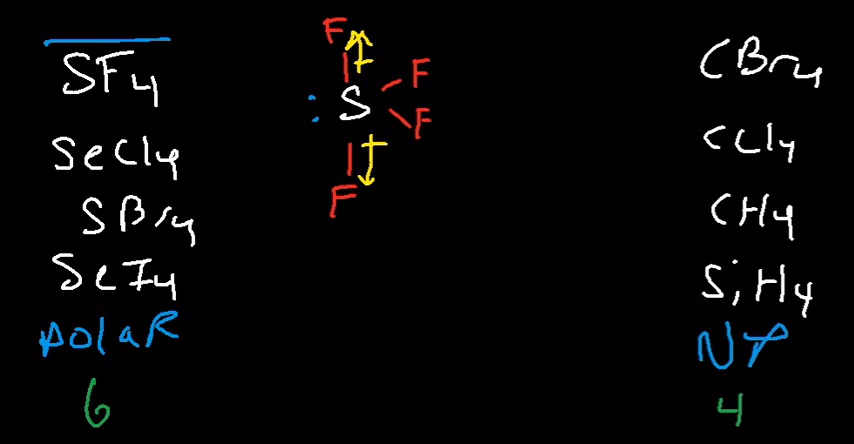 SF4
SeCl4
SBr4
SeI4
polaR
6
F
F
: S
F
F
CBr4
CCl4
CH4
SiH4
NP
4